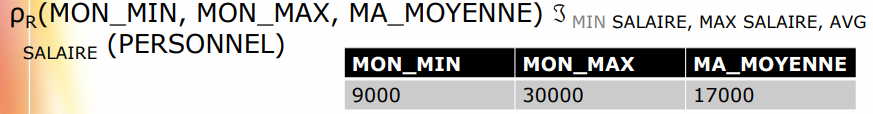 ρR(MON_MIN, MON_MAX, MA_MOYENNE) ℑ MIN SALAIRE, MAX SALAIRE, AVG
SALAIRE (PERSONNEL)
MON_MIN MON_MAX MA_MOYENNE
9000 30000 17000